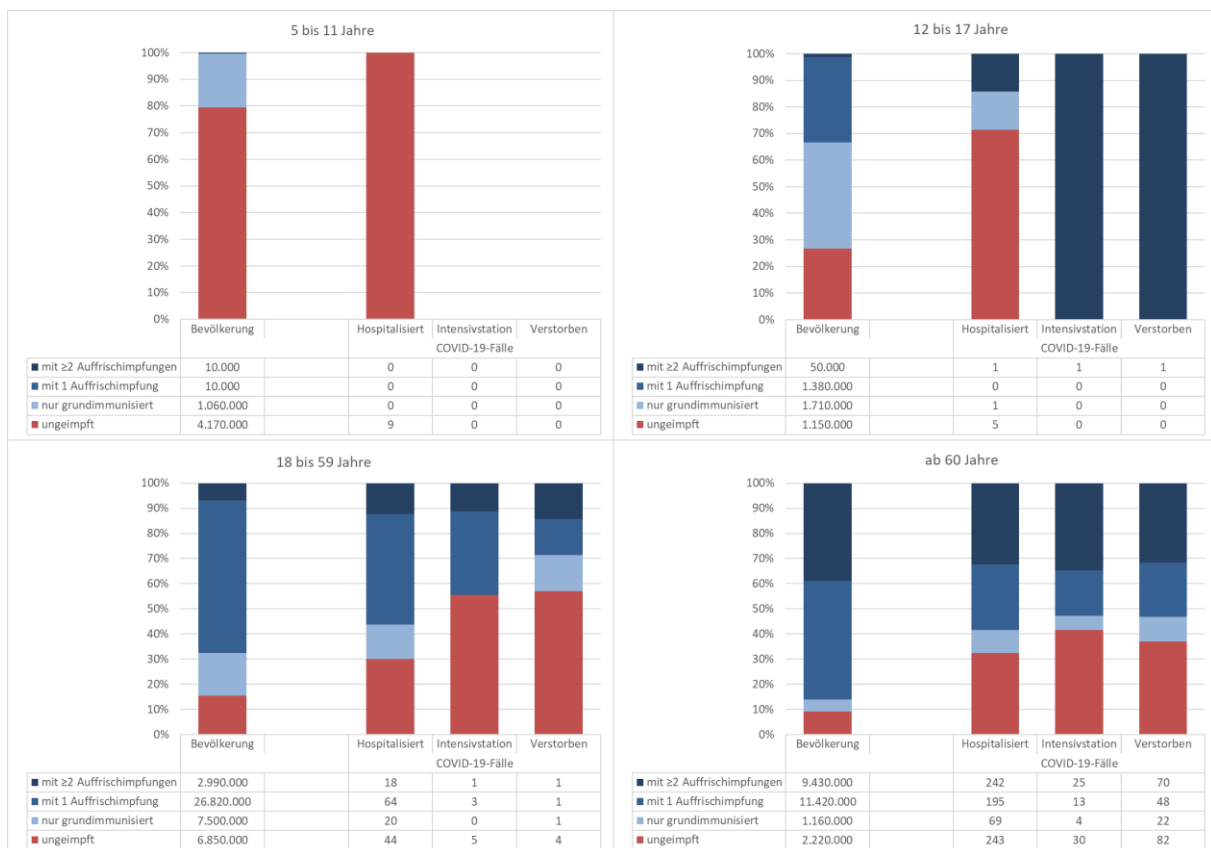 5 bis 11 Jahre
100%
90%
80%
70%
60%
50%
40%
30%
20%
10%
0%
Bevölkerung Hospitalisiert Intensivstation Verstorben
COVID-19-Fälle
mit ≥2 Auffrischimpfungen 10.000 0 0 0
mit 1 Auffrischimpfung 10.000 0 0 0
nur grundimmunisiert 1.060.000 0 0 0
ungeimpft 4.170.000 9 0 0
12 bis 17 Jahre
100%
90%
80%
70%
60%
50%
40%
30%
20%
10%
0%
Bevölkerung Hospitalisiert Intensivstation Verstorben
COVID-19-Fälle
mit ≥2 Auffrischimpfungen 50.000 1 1 1
mit 1 Auffrischimpfung 1.380.000 0 0 0
nur grundimmunisiert 1.710.000 1 0 0
ungeimpft 1.150.000 5 0 0
18 bis 59 Jahre
100%
90%
80%
70%
60%
50%
40%
30%
20%
10%
0%
Bevölkerung Hospitalisiert Intensivstation Verstorben
COVID-19-Fälle
mit ≥2 Auffrischimpfungen 2.990.000 18 1 1
mit 1 Auffrischimpfung 26.820.000 64 3 1
nur grundimmunisiert 7.500.000 20 0 1
ungeimpft 6.850.000 44 5 4
ab 60 Jahre
100%
90%
80%
70%
60%
50%
40%
30%
20%
10%
0%
Bevölkerung Hospitalisiert Intensivstation Verstorben
COVID-19-Fälle
mit ≥2 Auffrischimpfungen 9.430.000 242 25 70
mit 1 Auffrischimpfung 11.420.000 195 13 48
nur grundimmunisiert 1.160.000 69 4 22
ungeimpft 2.220.000 243 30 82